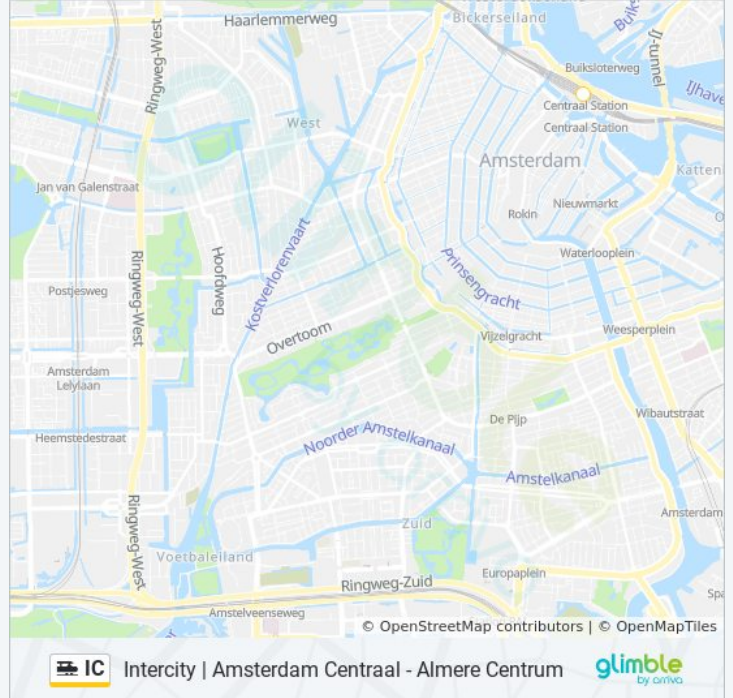 Haarlemmerweg
Bickerseiland
Buiks
IJ-tunnel
Ringweg-West
Buiksloterweg
IJhave
Centraal Station
Centraal Station
West
Amsterdam
Katten
Jan van Galenstraat
Nieuwmarkt
Rokin
O
Kostverlorenvaart
Hoofdweg
Waterlooplein
Ringweg-West
Prinsengracht
Postjesweg
Overtoom
Vijzelgracht
Weesperplein
Amsterdam
Lelylaan
Wibautstraat
De Pijp
Heemstedestraat
Noorder Amstelkanaal
Amstelkanaal
Ringweg-West
Amsterdam
Zuid
Voetbaleiland
Europaplein
Ringweg-Zuid
Spa
Amstelveenseweg
er
© OpenStreetMap contributors | © OpenMapTiles
IC Intercity | Amsterdam Centraal - Almere Centrum
glimble
by arriva